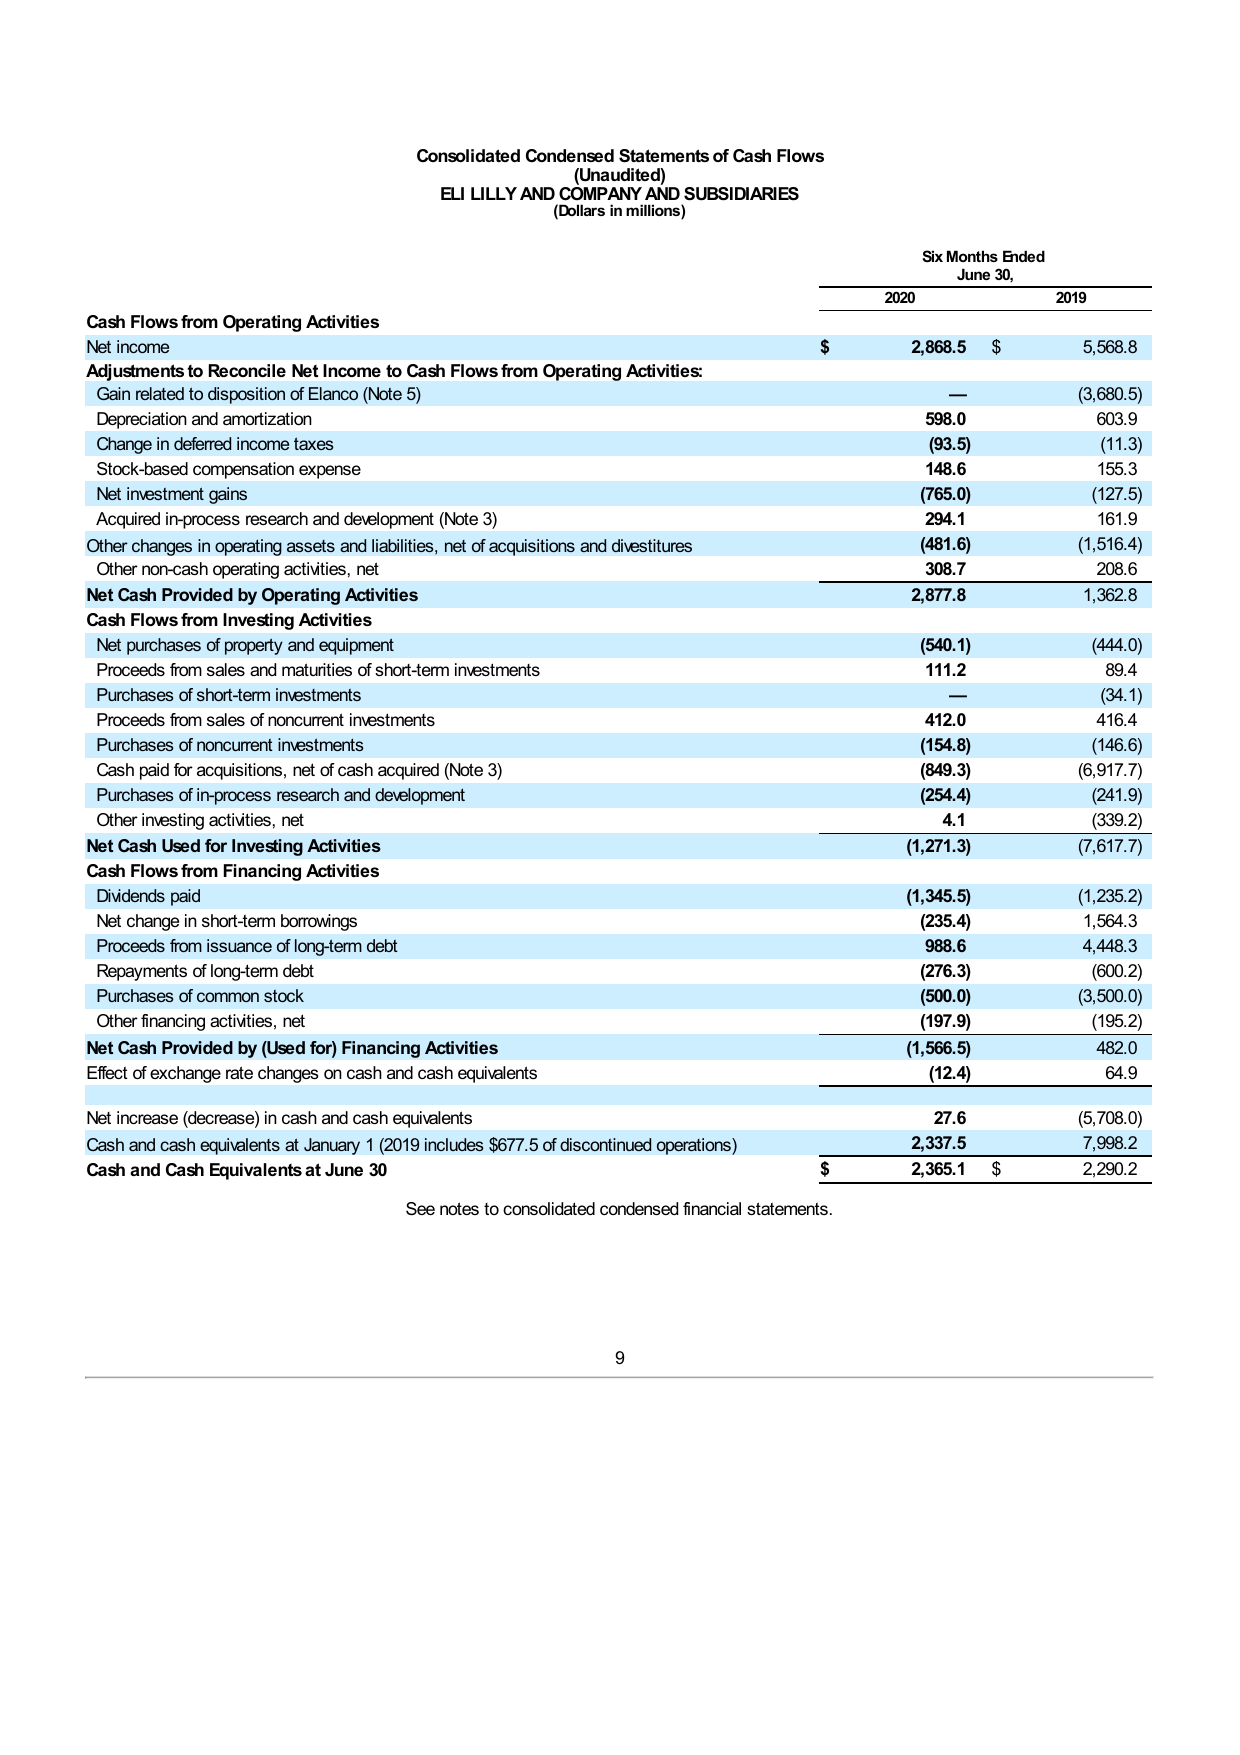 Consolidated Condensed Statements of Cash Flows
(Unaudited)
ELI LILLY AND COMPANY AND SUBSIDIARIES
(Dollars in millions)
Six Months Ended
June 30,
2020 2019
Cash Flows from Operating Activities
Net income $ 2,868.5 $ 5,568.8
Adjustments to Reconcile Net Income to Cash Flows from Operating Activities:
Gain related to disposition of Elanco (Note 5) — (3,680.5)
Depreciation and amortization 598.0 603.9
Change in deferred income taxes (93.5) (11.3)
Stock-based compensation expense 148.6 155.3
Net investment gains (765.0) (127.5)
Acquired in-process research and development (Note 3) 294.1 161.9
Other changes in operating assets and liabilities, net of acquisitions and divestitures (481.6) (1,516.4)
Other non-cash operating activities, net 308.7 208.6
Net Cash Provided by Operating Activities 2,877.8 1,362.8
Cash Flows from Investing Activities
Net purchases of property and equipment (540.1) (444.0)
Proceeds from sales and maturities of short-term investments 111.2 89.4
Purchases of short-term investments — (34.1)
Proceeds from sales of noncurrent investments 412.0 416.4
Purchases of noncurrent investments (154.8) (146.6)
Cash paid for acquisitions, net of cash acquired (Note 3) (849.3) (6,917.7)
Purchases of in-process research and development (254.4) (241.9)
Other investing activities, net 4.1 (339.2)
Net Cash Used for Investing Activities (1,271.3) (7,617.7)
Cash Flows from Financing Activities
Dividends paid (1,345.5) (1,235.2)
Net change in short-term borrowings (235.4) 1,564.3
Proceeds from issuance of long-term debt 988.6 4,448.3
Repayments of long-term debt (276.3) (600.2)
Purchases of common stock (500.0) (3,500.0)
Other financing activities, net (197.9) (195.2)
Net Cash Provided by (Used for) Financing Activities (1,566.5) 482.0
Effect of exchange rate changes on cash and cash equivalents (12.4) 64.9
Net increase (decrease) in cash and cash equivalents 27.6 (5,708.0)
Cash and cash equivalents at January 1 (2019 includes $677.5 of discontinued operations) 2,337.5 7,998.2
Cash and Cash Equivalents at June 30 $ 2,365.1 $ 2,290.2
See notes to consolidated condensed financial statements.
9